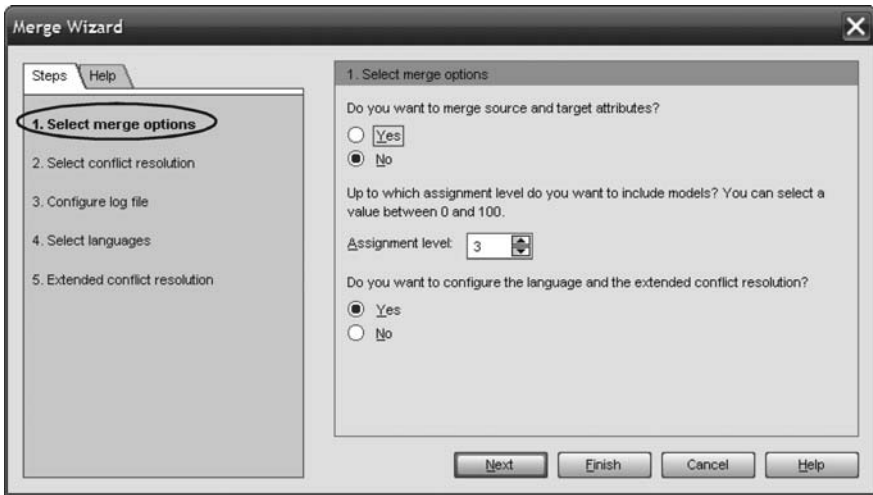 Merge Wizard
Steps
Help
1. Select merge options
2. Select conflict resolution
3. Configure log file
4. Select languages
5. Extended conflict resolution
1. Select merge options
Do you want to merge source and target attributes?
Yes
No
Up to which assignment level do you want to include models? You can select a
value between 0 and 100.
Assignment level: 3
Do you want to configure the language and the extended conflict resolution?
Yes
No
Next
Finish
Cancel
Help